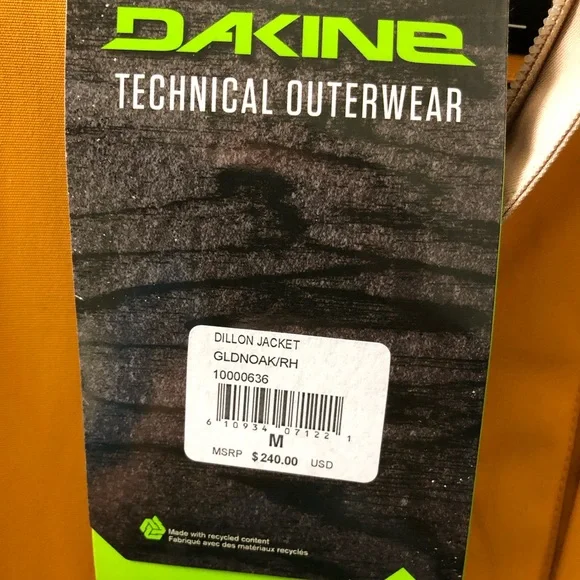 DAKINE
TECHNICAL OUTERWEAR
DILLON JACKET
GLDNOAK/RH
10000636
6 10934 07122 1
M
MSRP $240.00 USD
Made with recycled content
Fabriqué avec des matériaux recyclés